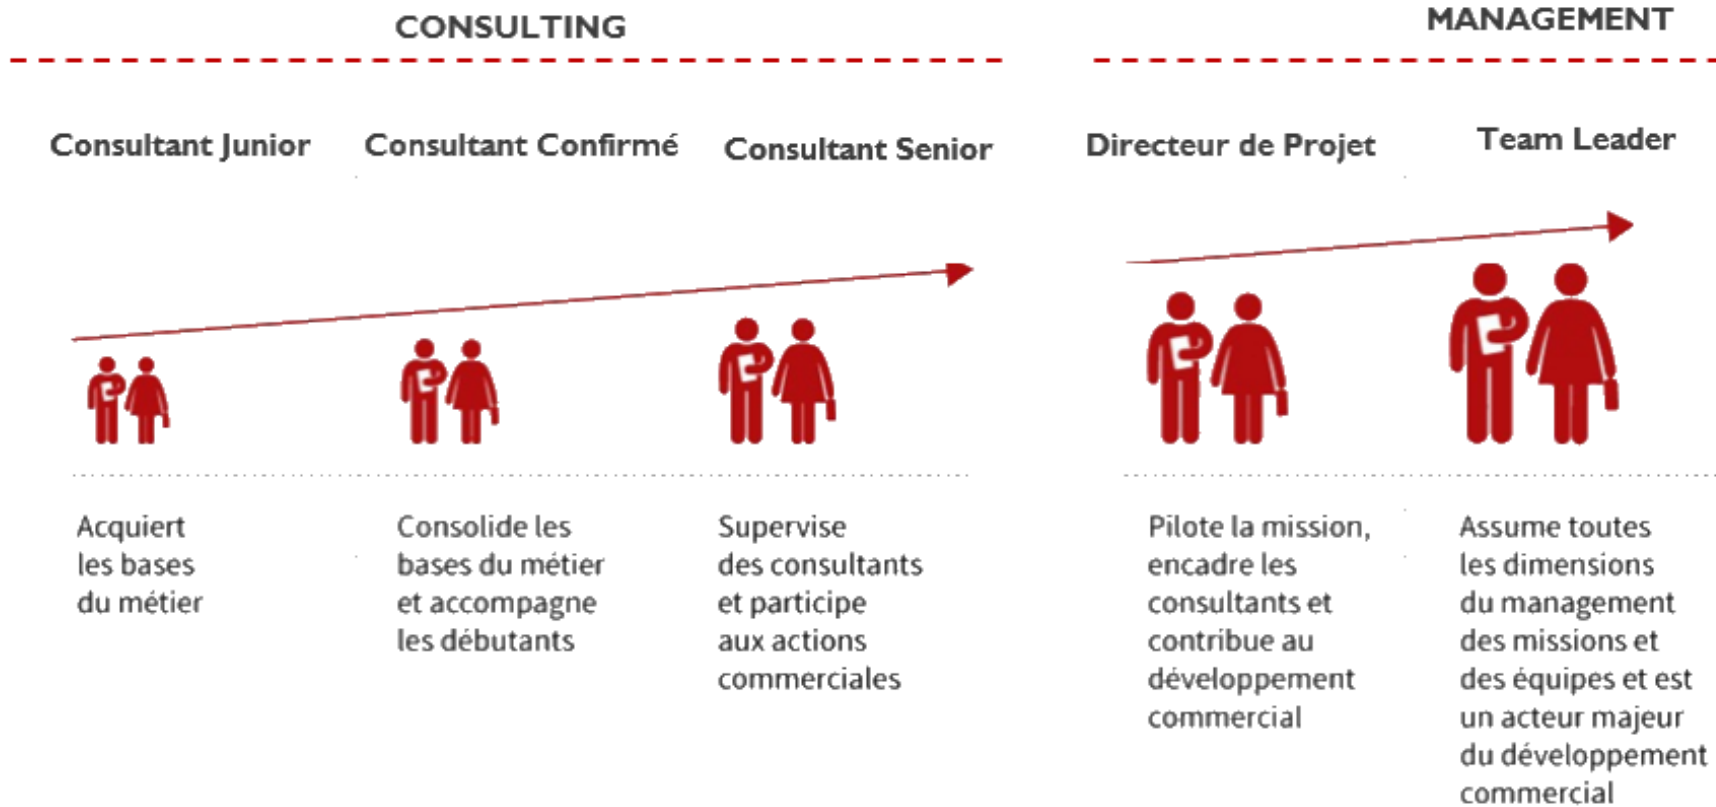 CONSULTING
MANAGEMENT
Consultant Junior
Consultant Confirmé
Consultant Senior
Directeur de Projet
Team Leader
Acquiert
les bases
du métier
Consolide les
bases du métier
et accompagne
les débutants
Supervise
des consultants
et participe
aux actions
commerciales
Pilote la mission,
encadre les
consultants et
contribue au
développement
commercial
Assume toutes
les dimensions
du management
des missions et
des équipes et est
un acteur majeur
du développement
commercial